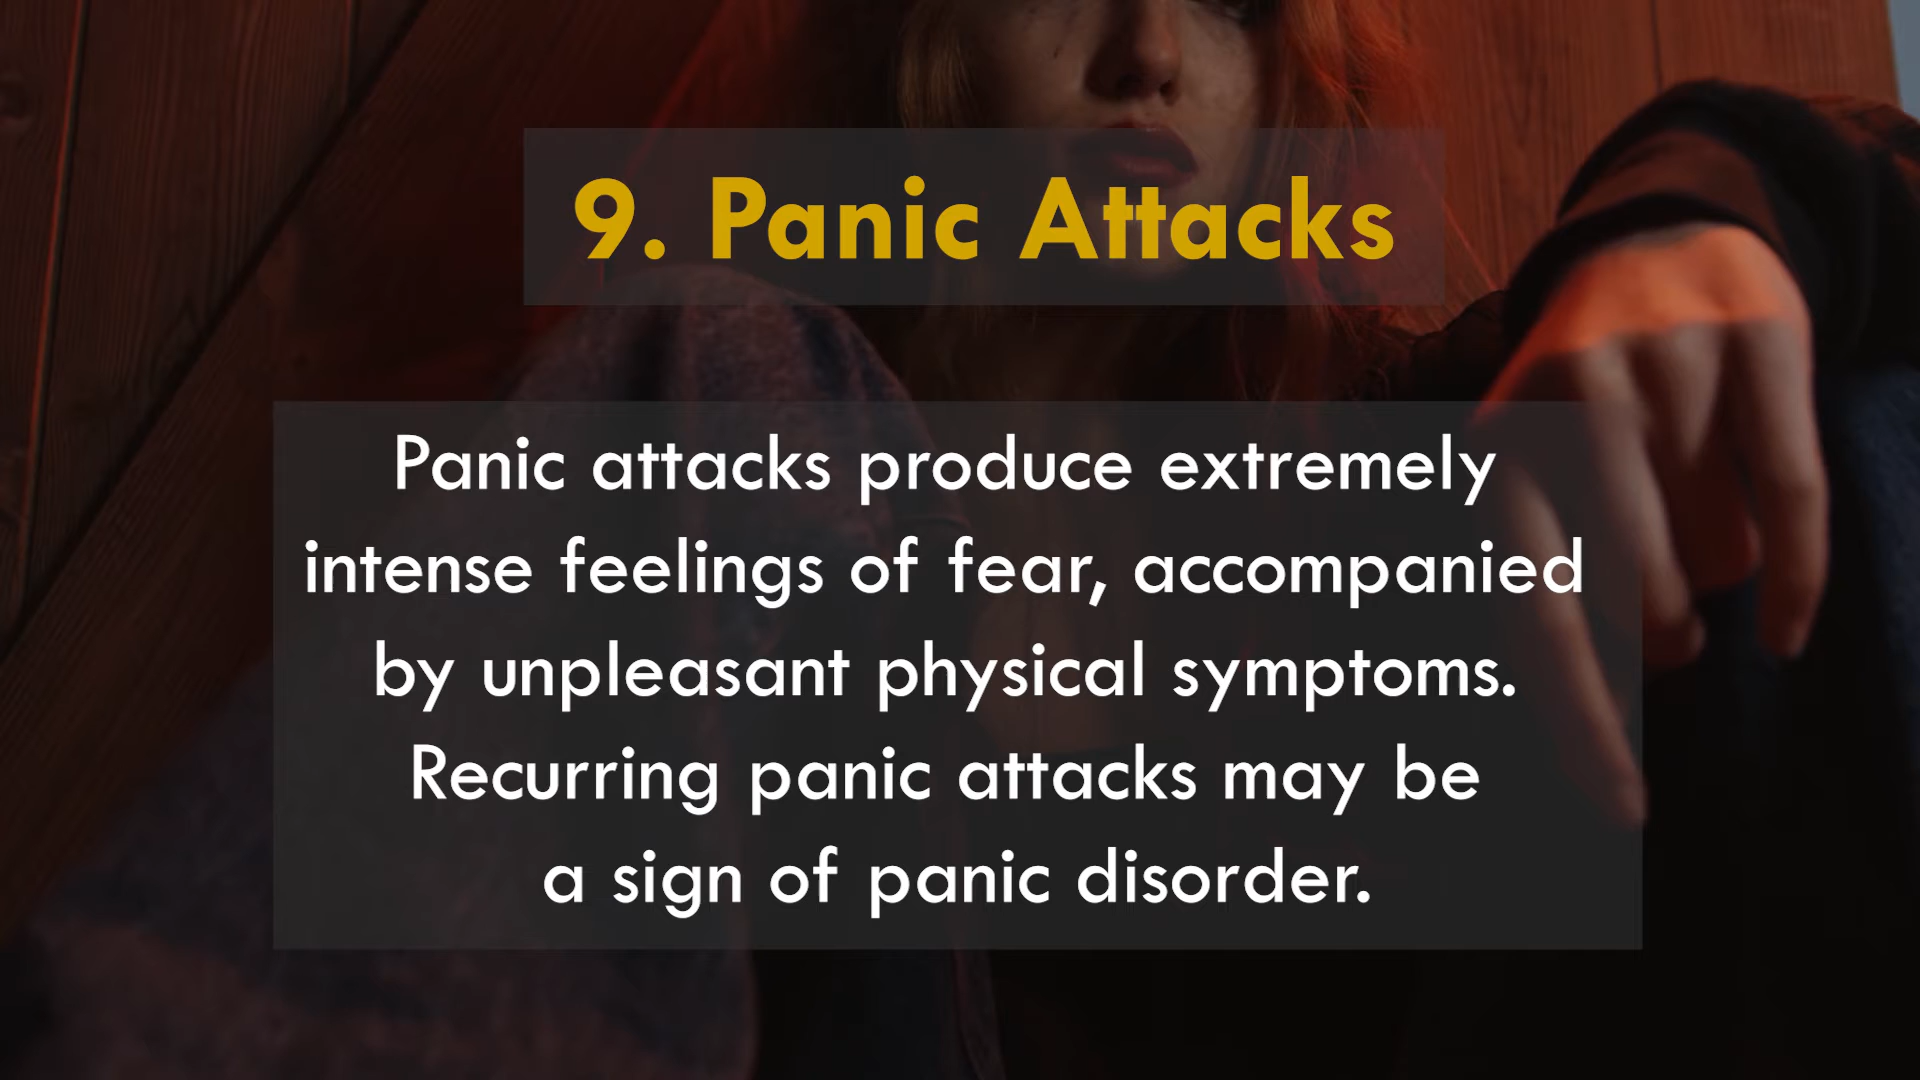 9. Panic Attacks
Panic attacks produce extremely
intense feelings of fear, accompanied
by unpleasant physical symptoms.
Recurring panic attacks may be
a sign of panic disorder.